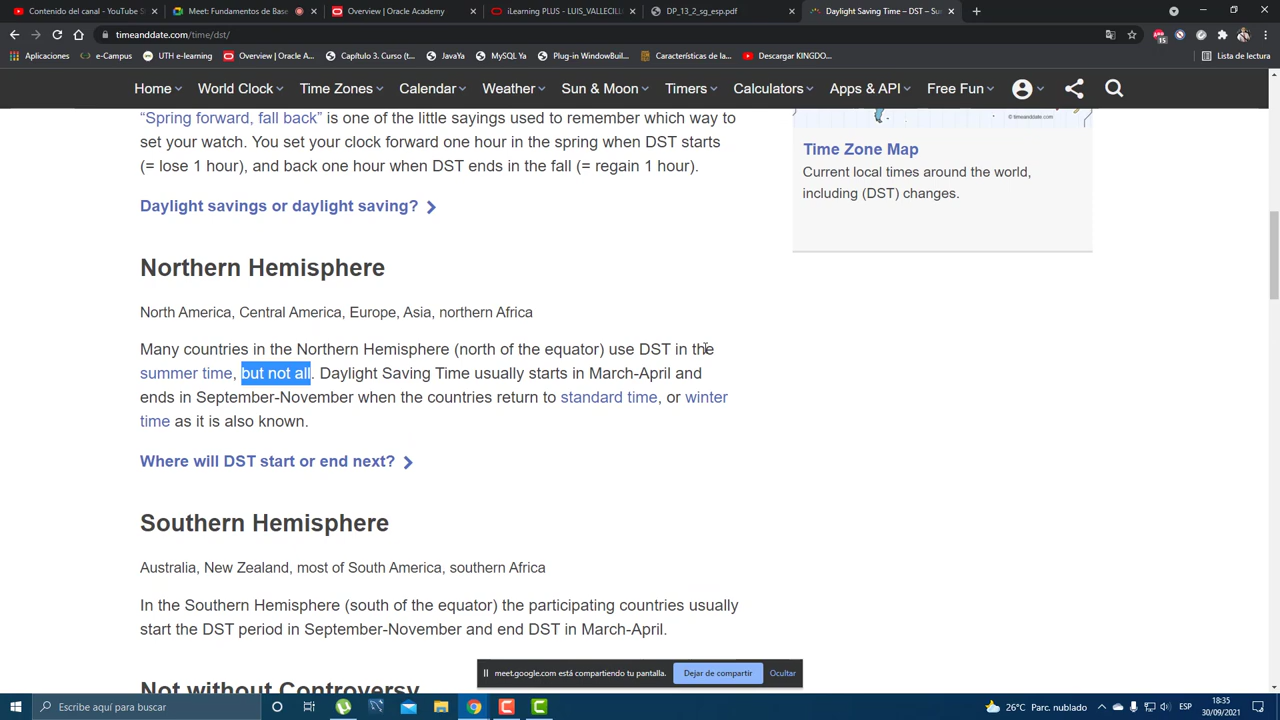 Contenido del canal - YouTube S
Meet: Fundamentos de Base
Overview | Oracle Academy
iLearning PLUS - LUIS_VALLECILL
DP_13_2_sg_esp.pdf
Daylight Saving Time – DST – Su
timeanddate.com/time/dst/
15
Aplicaciones
e-Campus
UTH e-learning
Overview | Oracle A...
Capítulo 3. Curso (t...
JavaYa
MySQL Ya
Plug-in WindowBuil...
Características de la...
Descargar KINGDO...
Lista de lectura
Home
World Clock
Time Zones
Calendar
Weather
Sun & Moon
Timers
Calculators
Apps & API
Free Fun
“Spring forward, fall back” is one of the little sayings used to remember which way to
set your watch. You set your clock forward one hour in the spring when DST starts
(= lose 1 hour), and back one hour when DST ends in the fall (= regain 1 hour).
Daylight savings or daylight saving?
© timeanddate.com
Time Zone Map
Current local times around the world,
including (DST) changes.
Northern Hemisphere
North America, Central America, Europe, Asia, northern Africa
Many countries in the Northern Hemisphere (north of the equator) use DST in the
summer time, but not all. Daylight Saving Time usually starts in March-April and
ends in September-November when the countries return to standard time, or winter
time as it is also known.
Where will DST start or end next?
Southern Hemisphere
Australia, New Zealand, most of South America, southern Africa
In the Southern Hemisphere (south of the equator) the participating countries usually
start the DST period in September-November and end DST in March-April.
Not without Controversy
meet.google.com está compartiendo tu pantalla.
Dejar de compartir
Ocultar
Escribe aquí para buscar
26°C Parc. nublado
ESP
18:35
30/09/2021